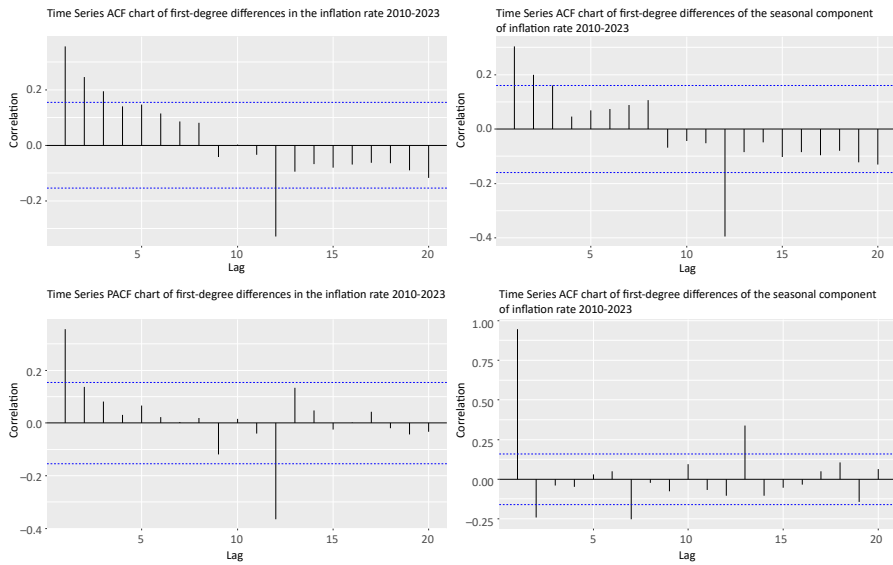 Time Series ACF chart of first-degree differences in the inflation rate 2010-2023
0.2
0.0
−0.2
Correlation
5
10
15
20
Lag
Time Series ACF chart of first-degree differences of the seasonal component
of inflation rate 2010-2023
0.2
0.0
−0.2
−0.4
Correlation
5
10
15
20
Lag
Time Series PACF chart of first-degree differences in the inflation rate 2010-2023
0.2
0.0
−0.2
−0.4
Correlation
5
10
15
20
Lag
Time Series ACF chart of first-degree differences of the seasonal component
of inflation rate 2010-2023
1.00
0.75
0.50
0.25
0.00
−0.25
Correlation
5
10
15
20
Lag